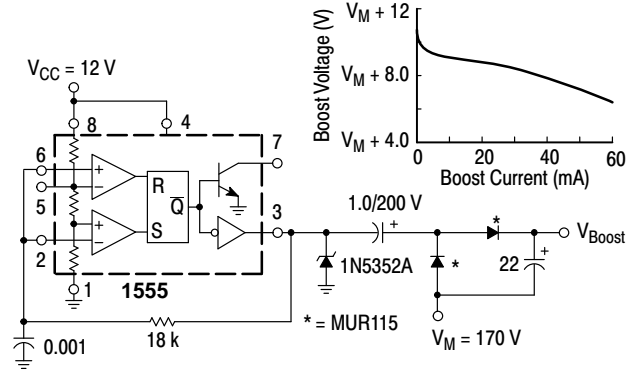 V_CC = 12 V
8
4
7
6
5
R
Q̅
S
3
2
1
1555
+
−
+
−
0.001
18 k
1.0/200 V
+
1N5352A
*
*
22
+
V_Boost
* = MUR115
V_M = 170 V
Boost Voltage (V)
V_M + 12
V_M + 8.0
V_M + 4.0
0
20
40
60
Boost Current (mA)